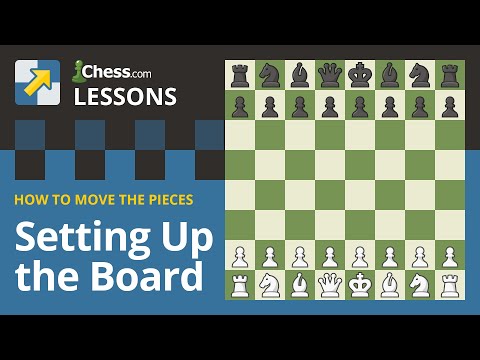 Chess.com
LESSONS
HOW TO MOVE THE PIECES
Setting Up
the Board